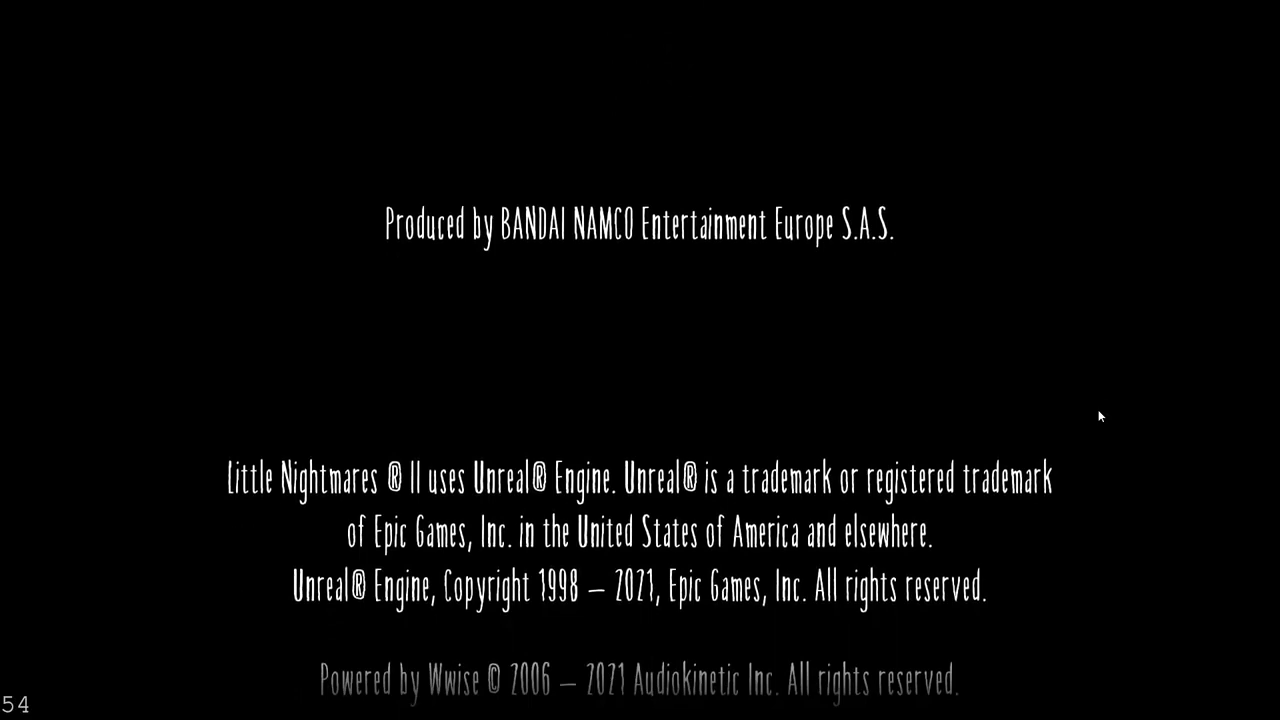 Produced by BANDAI NAMCO Entertainment Europe S.A.S.
Little Nightmares ® II uses Unreal® Engine. Unreal® is a trademark or registered trademark
of Epic Games, Inc. in the United States of America and elsewhere.
Unreal® Engine, Copyright 1998 – 2021, Epic Games, Inc. All rights reserved.
Powered by Wwise © 2006 – 2021 Audiokinetic Inc. All rights reserved.
54